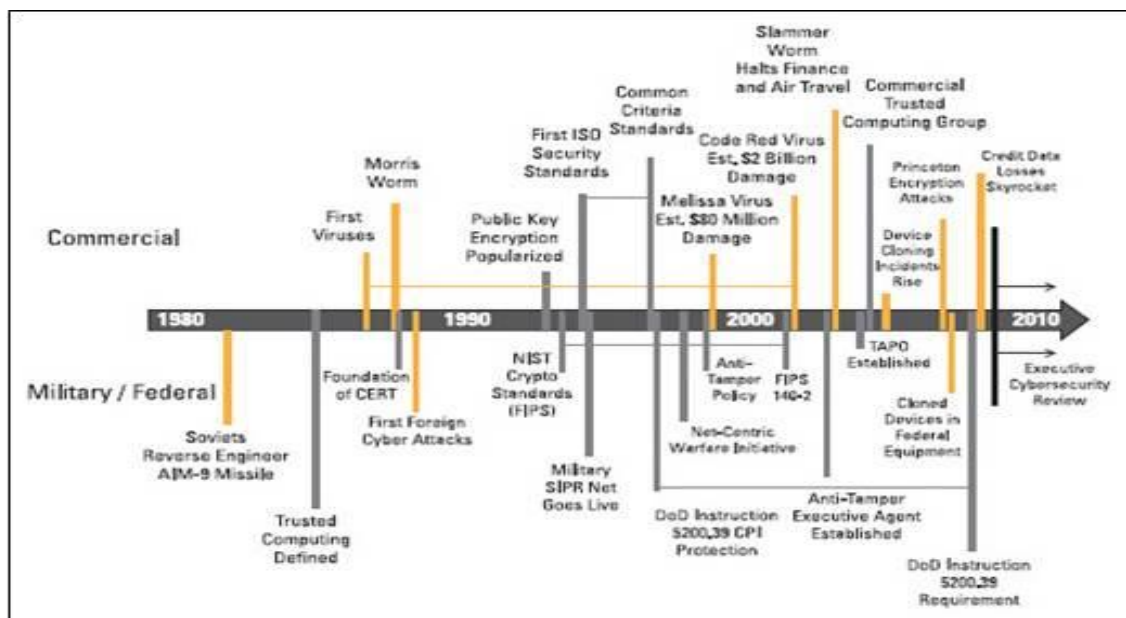 Slammer
Worm
Halts Finance
and Air Travel
Commercial
Trusted
Computing Group
Common
Criteria
Standards
First ISO
Security
Standards
Code Red Virus
Est. $2 Billion
Damage
Credit Data
Losses
Skyrocket
Princeton
Encryption
Attacks
Morris
Worm
Melissa Virus
Est. $80 Million
Damage
First
Viruses
Public Key
Encryption
Popularized
Device
Cloning
Incidents
Rise
Commercial
1980
1990
2000
2010
Military / Federal
Foundation
of CERT
NIST
Crypto
Standards
(FIPS)
Anti-
Tamper
Policy
FIPS
140-2
TAPO
Established
Executive
Cybersecurity
Review
First Foreign
Cyber Attacks
Cloned
Devices in
Federal
Equipment
Soviets
Reverse Engineer
AIM-9 Missile
Net-Centric
Warfare Initiative
Military
SIPR Net
Goes Live
Trusted
Computing
Defined
DoD Instruction
5200.39 CPI
Protection
Anti-Tamper
Executive Agent
Established
DoD Instruction
5200.39
Requirement